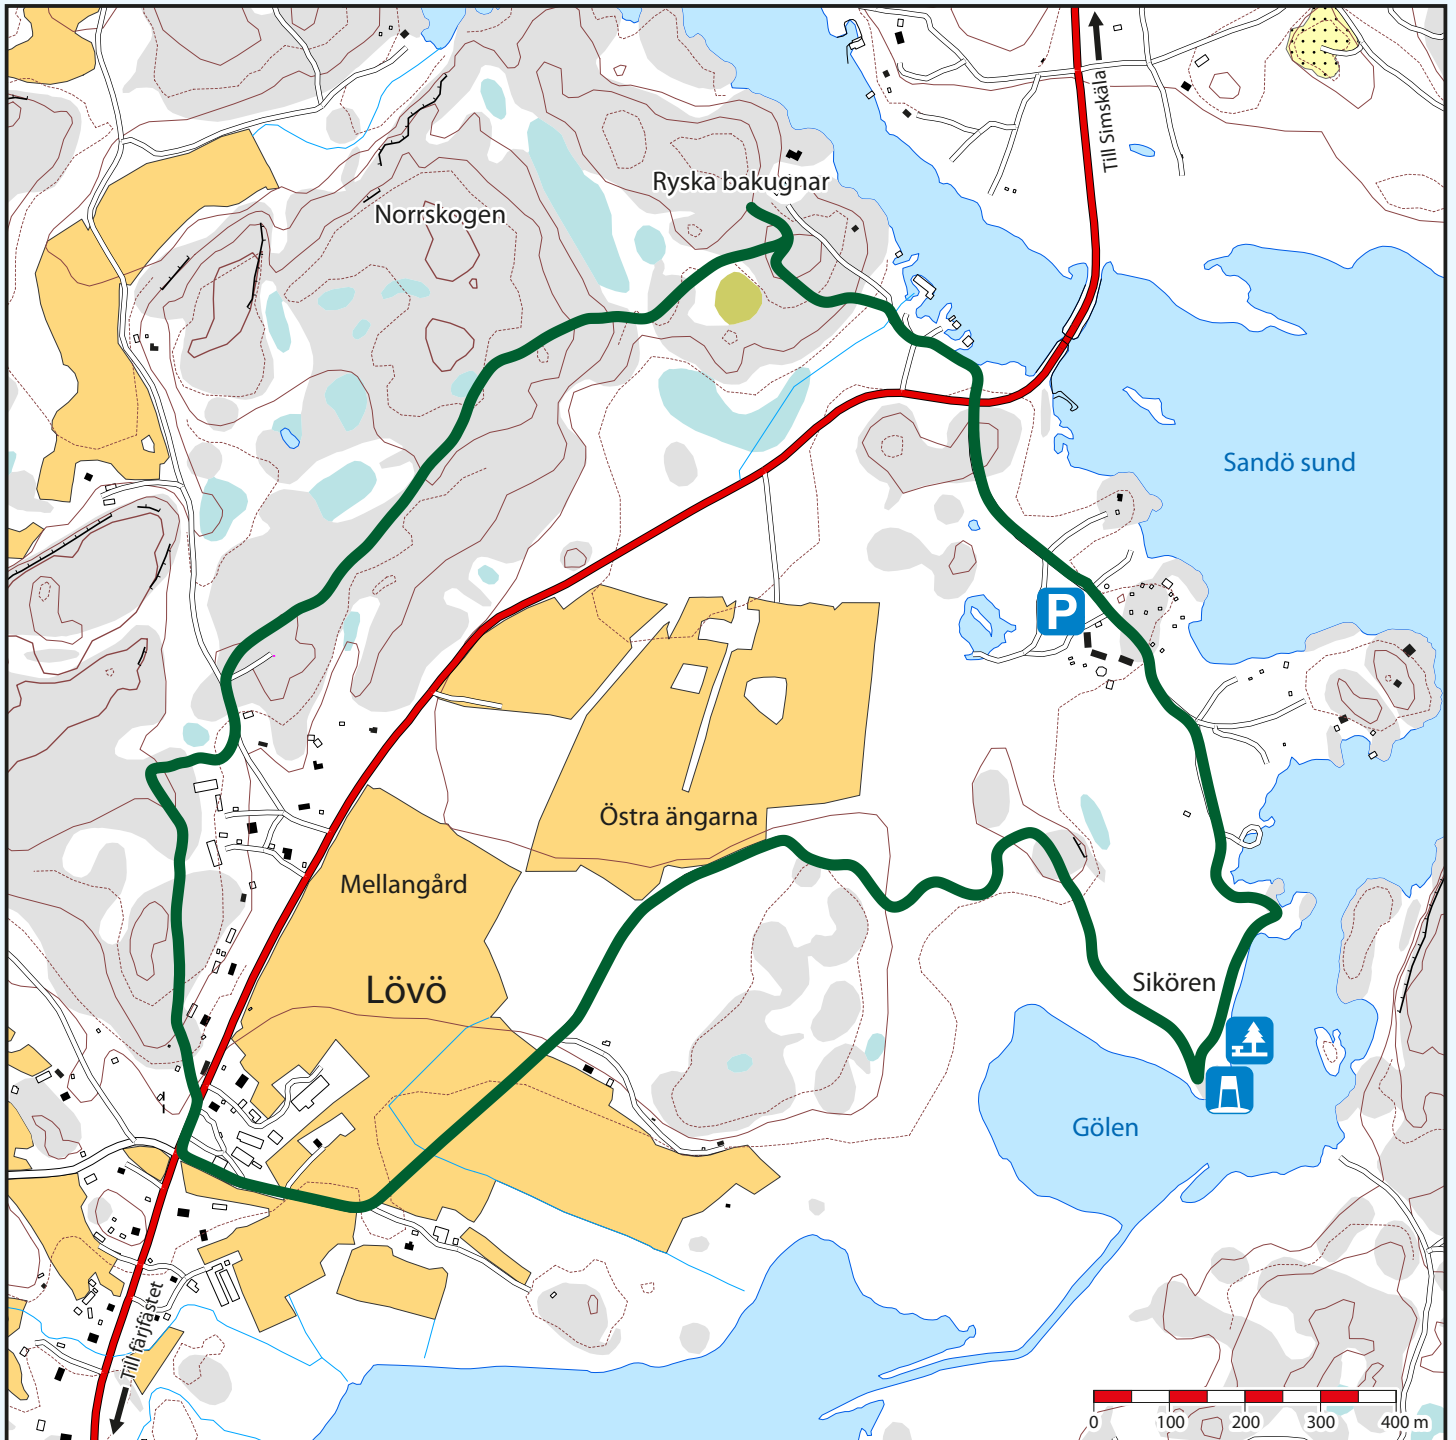 Till Simskäla
Ryska bakugnar
Norrskogen
Sandö sund
P
Östra ängarna
Mellangård
Lövö
Sikören
Gölen
Till färjfästet
0 100 200 300 400 m